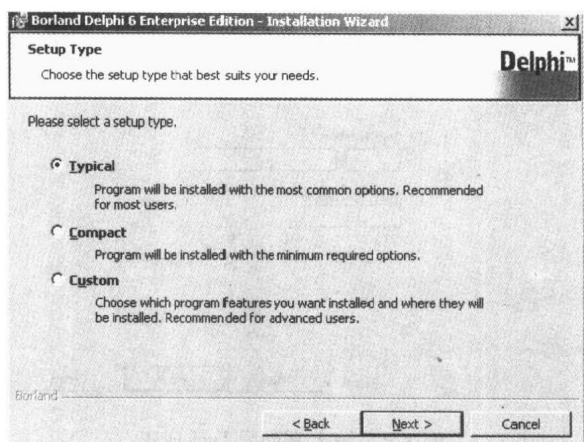 Borland Delphi 6 Enterprise Edition - Installation Wizard
Setup Type
Choose the setup type that best suits your needs.
Delphi™
Please select a setup type.
Typical
Program will be installed with the most common options. Recommended
for most users.
Compact
Program will be installed with the minimum required options.
Custom
Choose which program features you want installed and where they will
be installed. Recommended for advanced users.
Borland
< Back
Next >
Cancel